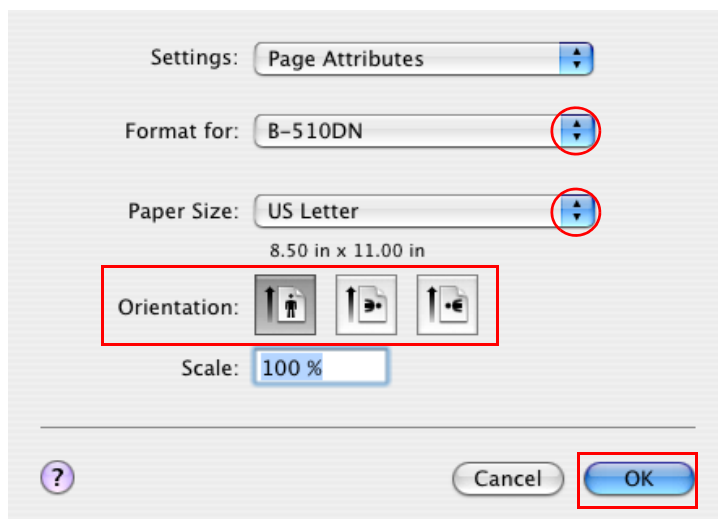 Settings: Page Attributes
Format for: B-510DN
Paper Size: US Letter
8.50 in x 11.00 in
Orientation:
Scale: 100 %
? Cancel OK